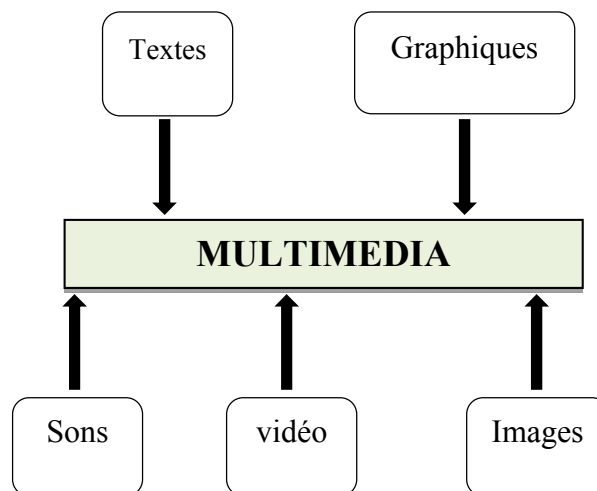 Textes
Graphiques
MULTIMEDIA
Sons
vidéo
Images